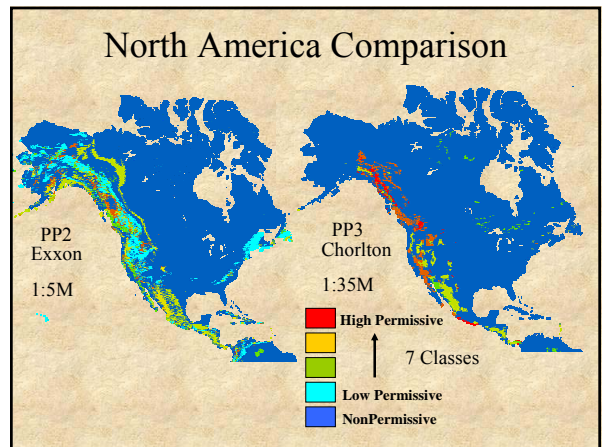 North America Comparison
PP2
Exxon
1:5M
PP3
Chorlton
1:35M
High Permissive
7 Classes
Low Permissive
NonPermissive